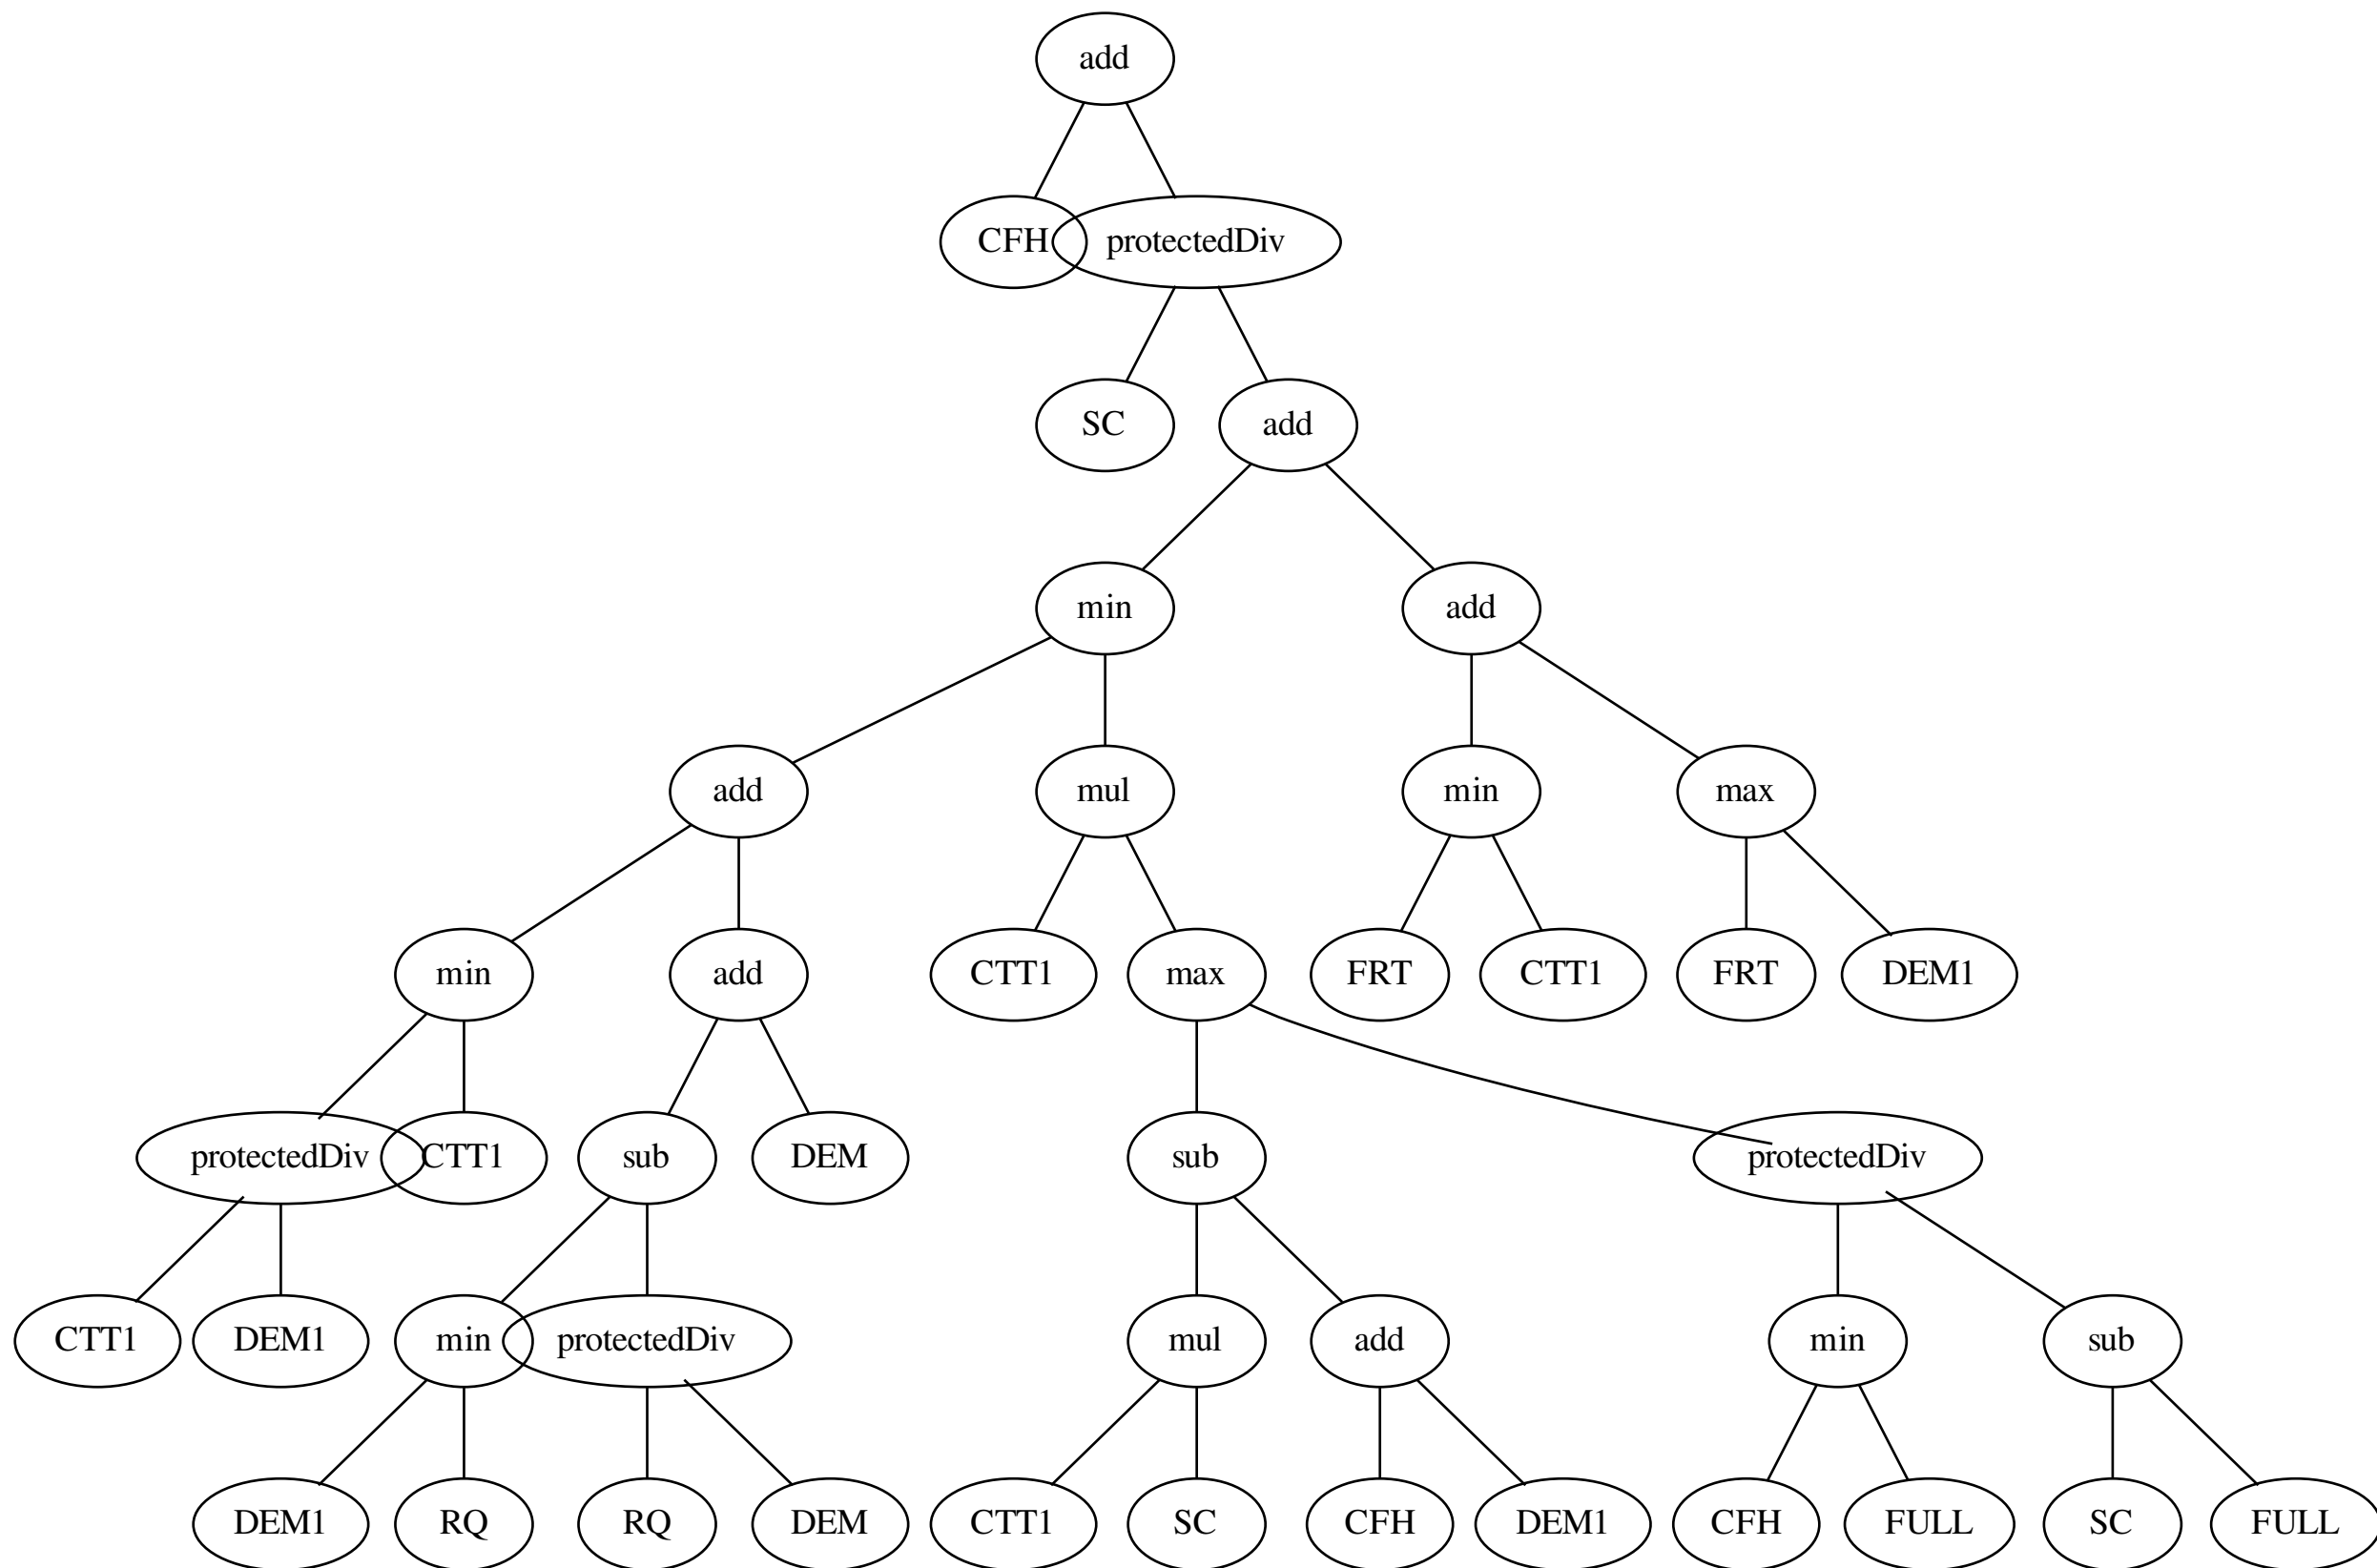 add
CFH protectedDiv
SC add
min add
add mul min max
min add CTT1 max FRT CTT1 FRT DEM1
protectedDiv CTT1 sub DEM sub protectedDiv
CTT1 DEM1 min protectedDiv mul add min sub
DEM1 RQ RQ DEM CTT1 SC CFH DEM1 CFH FULL SC FULL